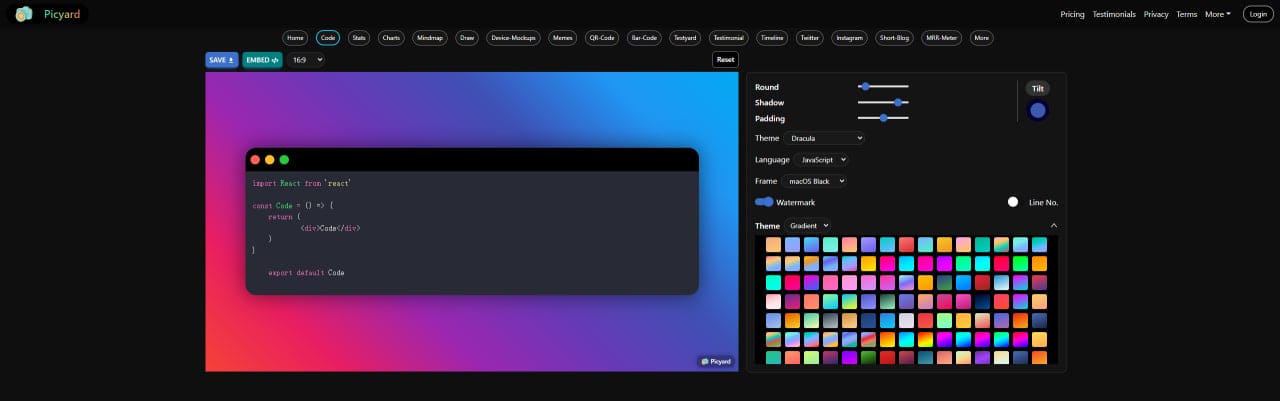 Picyard
Pricing Testimonials Privacy Terms More Login
Home Code Stats Charts Mindmap Draw Device-Mockups Memes QR-Code Bar-Code Textyard Testimonial Timeline Twitter Instagram Short-Blog MRR-Meter More
SAVE EMBED </> 16:9 Reset
Round
Tilt
Shadow
Padding
Theme Dracula
Language JavaScript
Frame macOS Black
Watermark Line No.
Theme Gradient
import React from 'react'
const Code = () => {
return (
<div>Code</div>
)
}
export default Code
Picyard